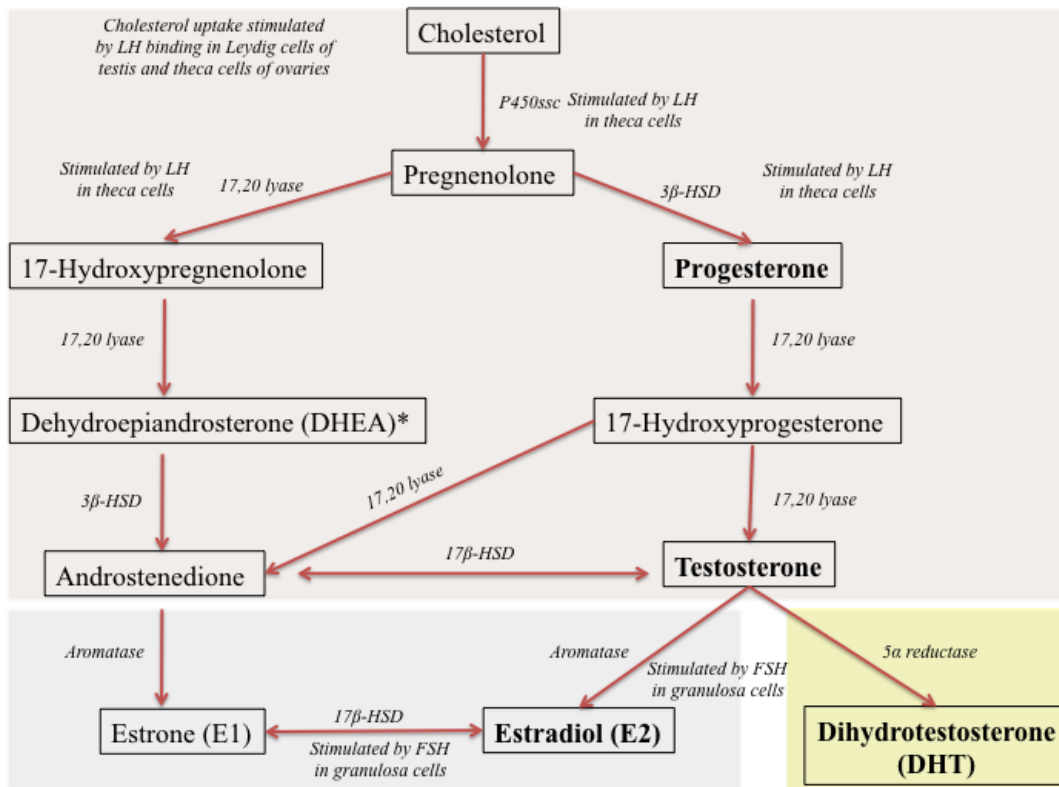 Cholesterol uptake stimulated
by LH binding in Leydig cells of
testis and theca cells of ovaries
Cholesterol
P450ssc
Stimulated by LH
in theca cells
Stimulated by LH
in theca cells
17,20 lyase
Pregnenolone
3β-HSD
Stimulated by LH
in theca cells
17-Hydroxypregnenolone
Progesterone
17,20 lyase
17,20 lyase
Dehydroepiandrosterone (DHEA)*
17-Hydroxyprogesterone
3β-HSD
17,20 lyase
17,20 lyase
Androstenedione
17β-HSD
Testosterone
Aromatase
Aromatase
Stimulated by FSH
in granulosa cells
5α reductase
Estrone (E1)
17β-HSD
Stimulated by FSH
in granulosa cells
Estradiol (E2)
Dihydrotestosterone
(DHT)